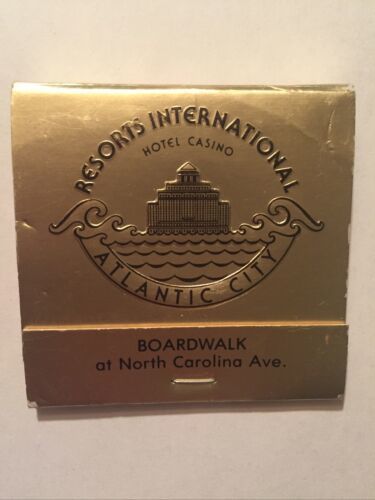 RESORTS INTERNATIONAL
HOTEL CASINO
ATLANTIC CITY
BOARDWALK
at North Carolina Ave.